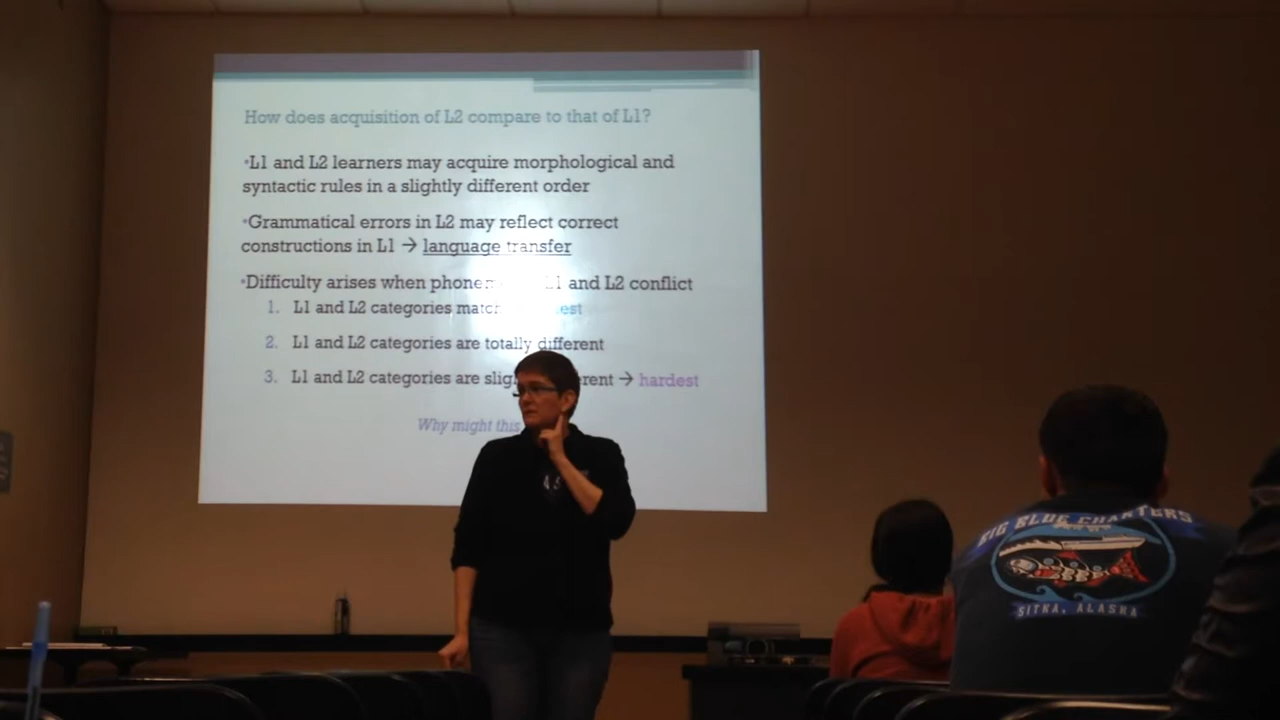 How does acquisition of L2 compare to that of L1?
•L1 and L2 learners may acquire morphological and
syntactic rules in a slightly different order
•Grammatical errors in L2 may reflect correct
constructions in L1 → language transfer
•Difficulty arises when L1 and L2 conflict
1. L1 and L2 categories match
2. L1 and L2 categories are totally different
3. L1 and L2 categories are → hardest
Why might this
BIG BLUE CHARTERS
SITKA, ALASKA